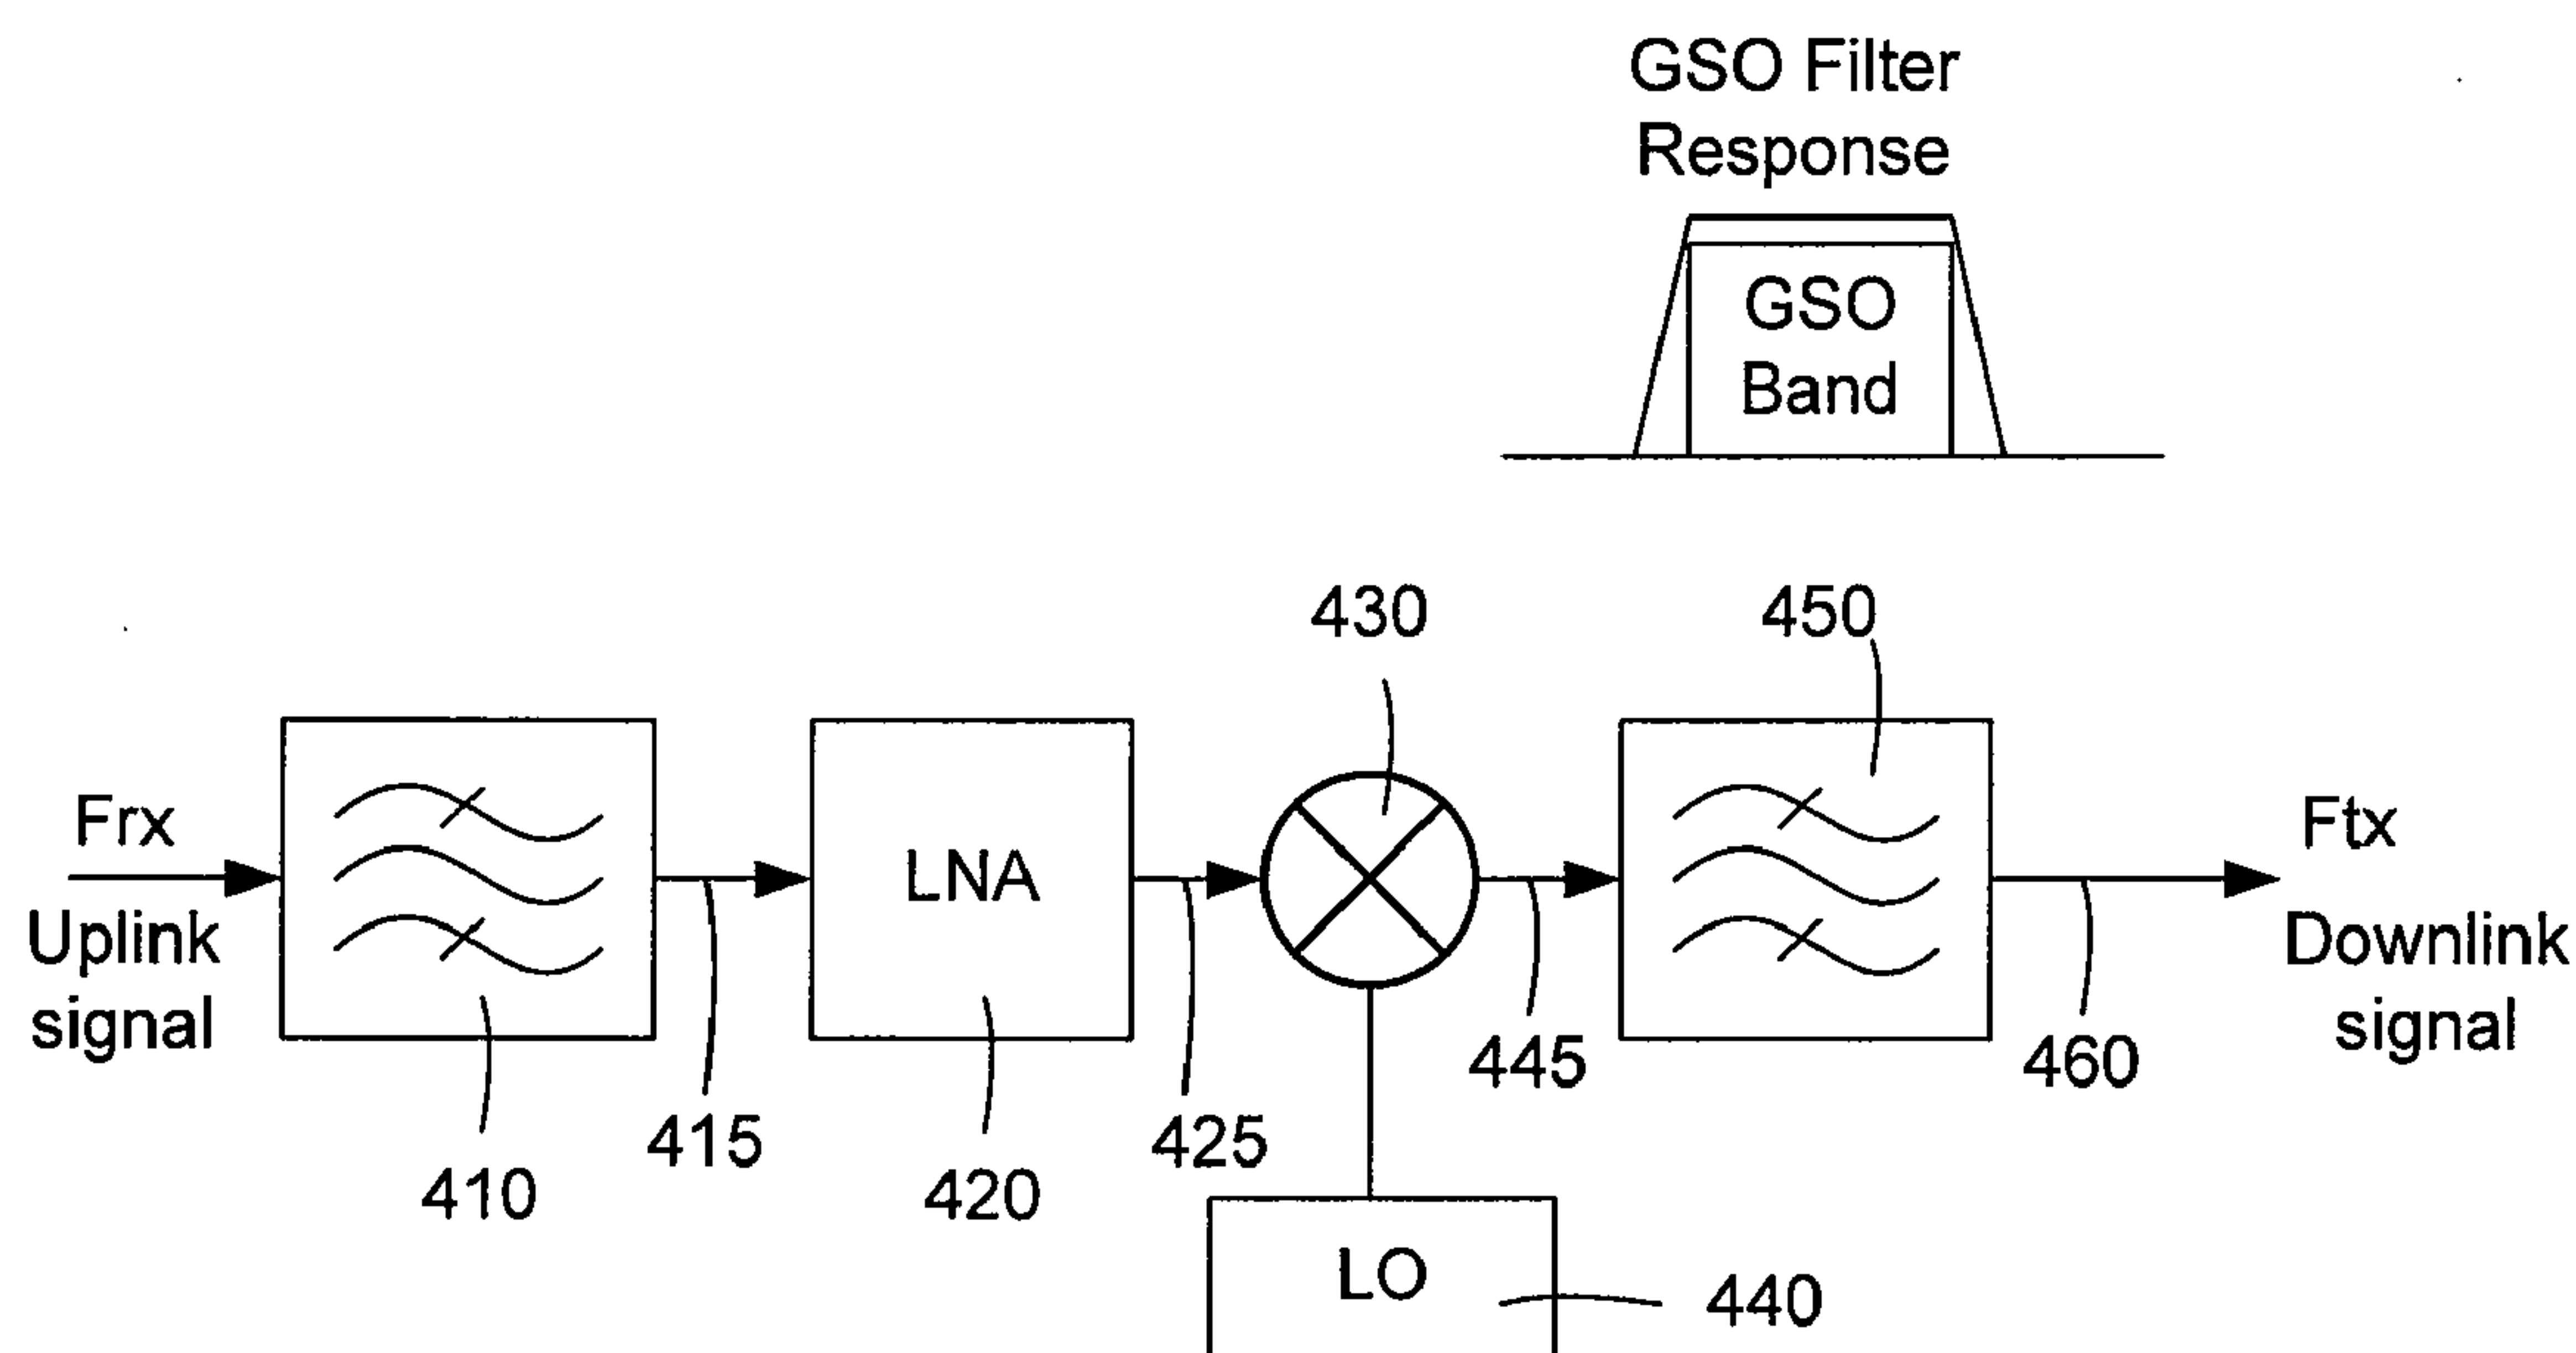 GSO Filter
Response
GSO
Band
430
450
Frx
Uplink
signal
LNA
Ftx
Downlink
signal
415
425
445
460
410
420
LO
440